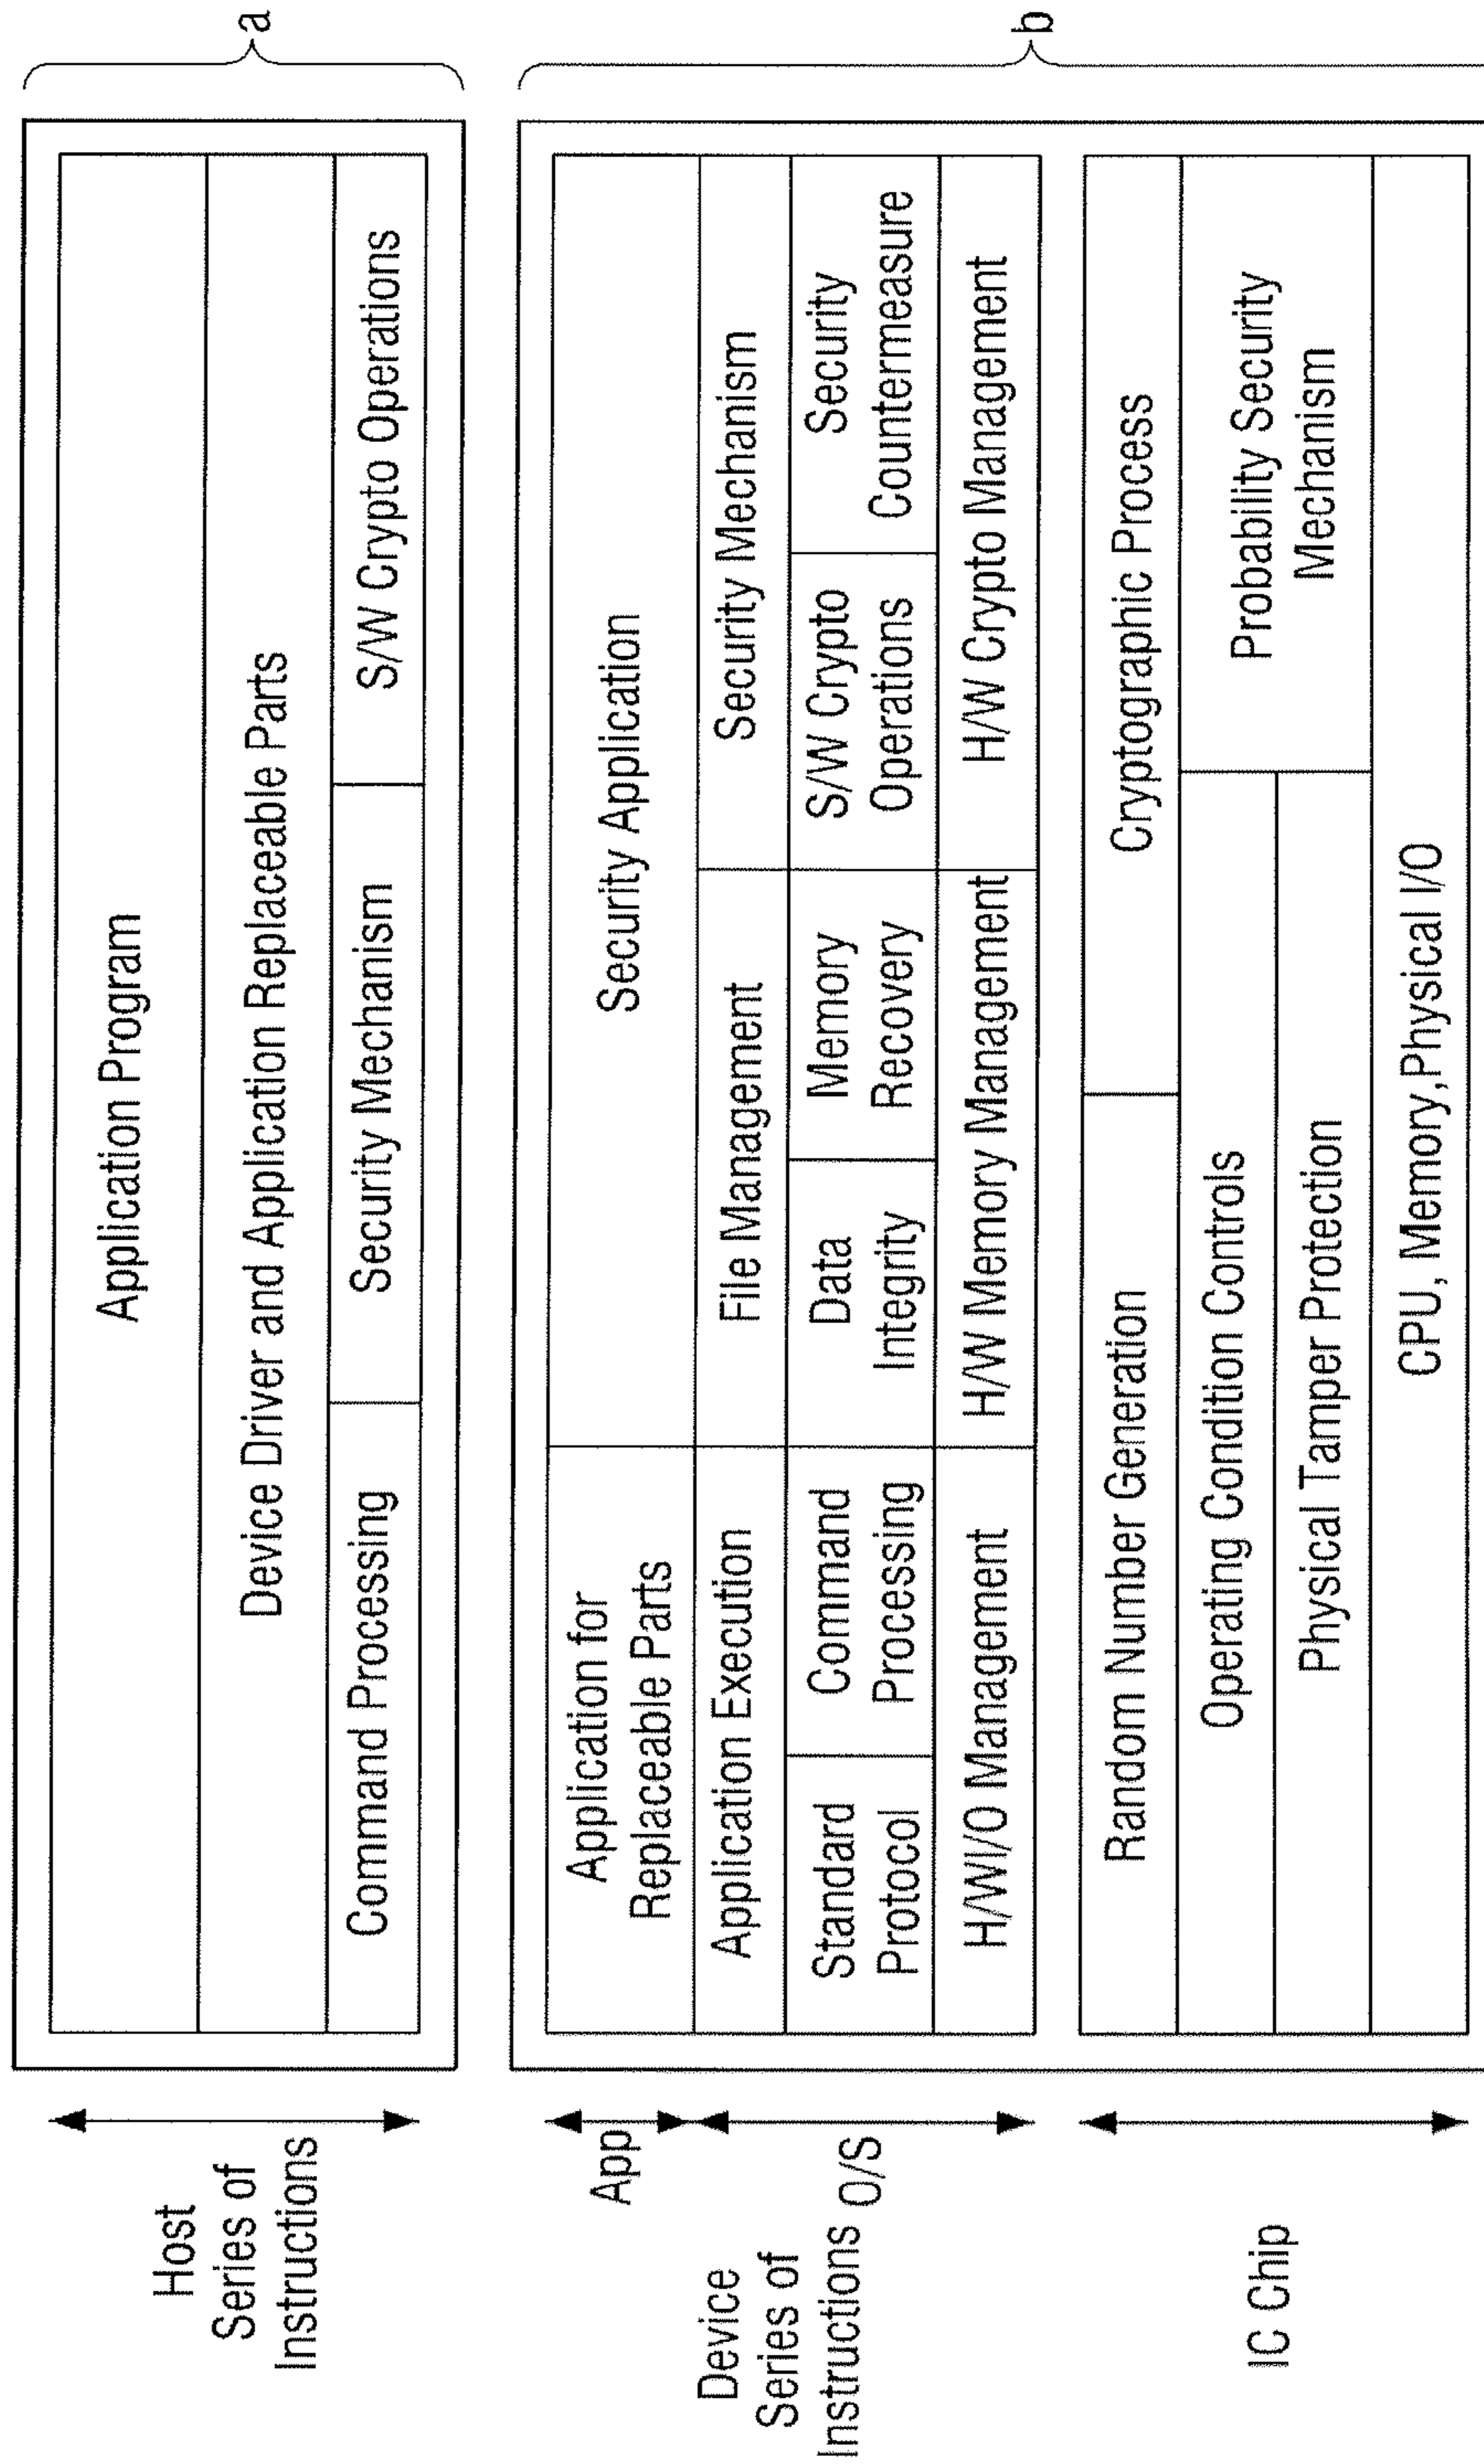 Host
Series of
Instructions
Application Program
Device Driver and Application Replaceable Parts
Command Processing
Security Mechanism
S/W Crypto Operations
a
Device
Series of
Instructions
App
O/S
Application for
Replaceable Parts
Security Application
Application Execution
File Management
Security Mechanism
Standard
Protocol
Command
Processing
Data
Integrity
Memory
Recovery
S/W Crypto
Operations
Security
Countermeasure
H/WI/O Management
H/W Memory Management
H/W Crypto Management
b
IC Chip
Random Number Generation
Cryptographic Process
Operating Condition Controls
Probability Security
Mechanism
Physical Tamper Protection
CPU, Memory,Physical I/O